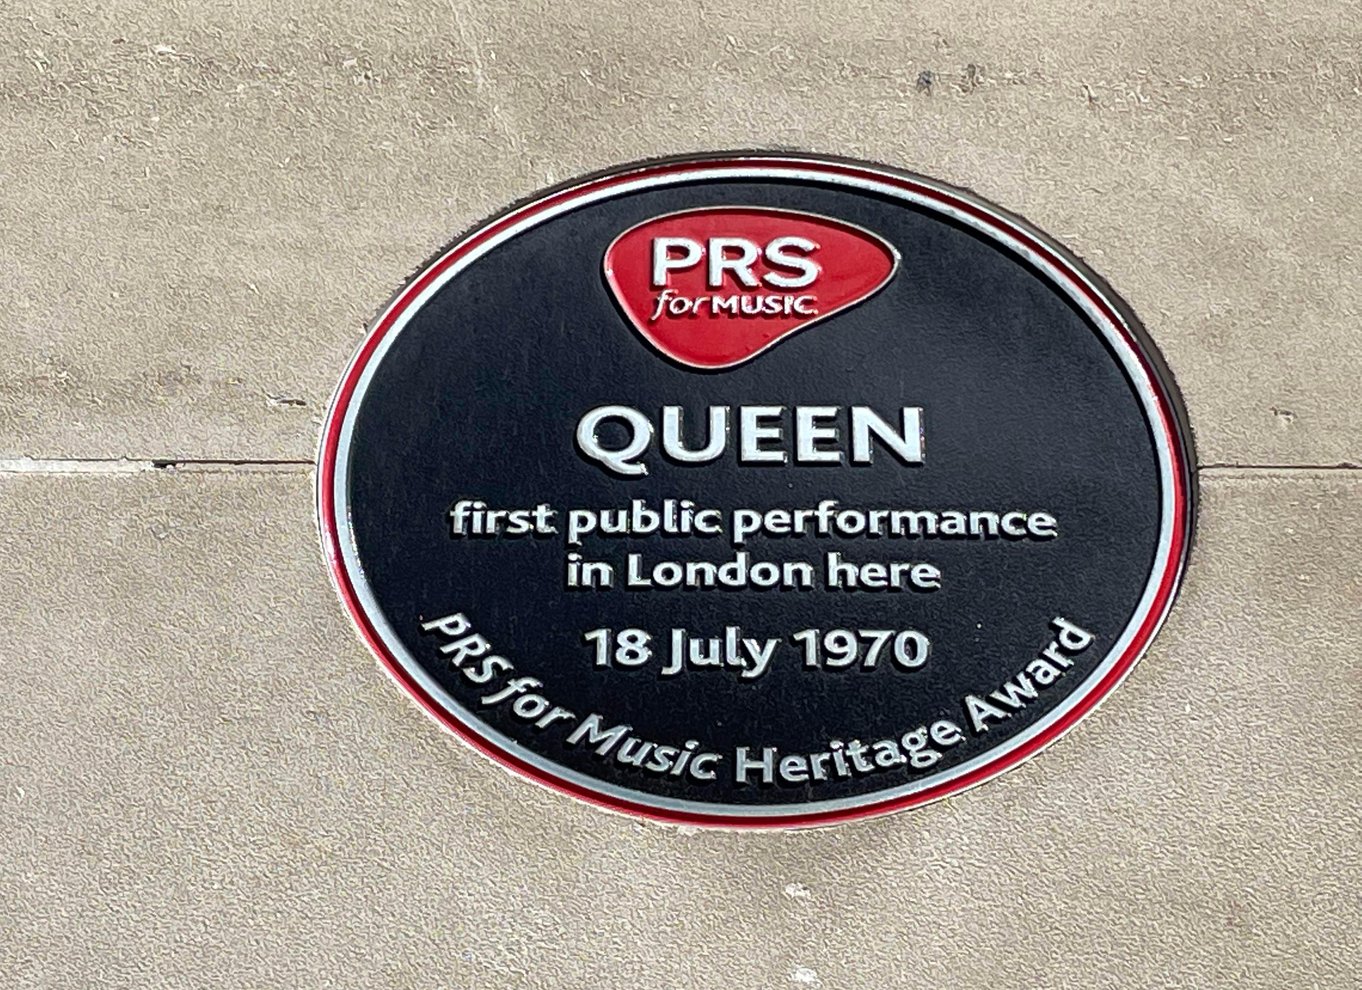 PRS
for MUSIC
QUEEN
first public performance
in London here
18 July 1970
PRS for Music Heritage Award